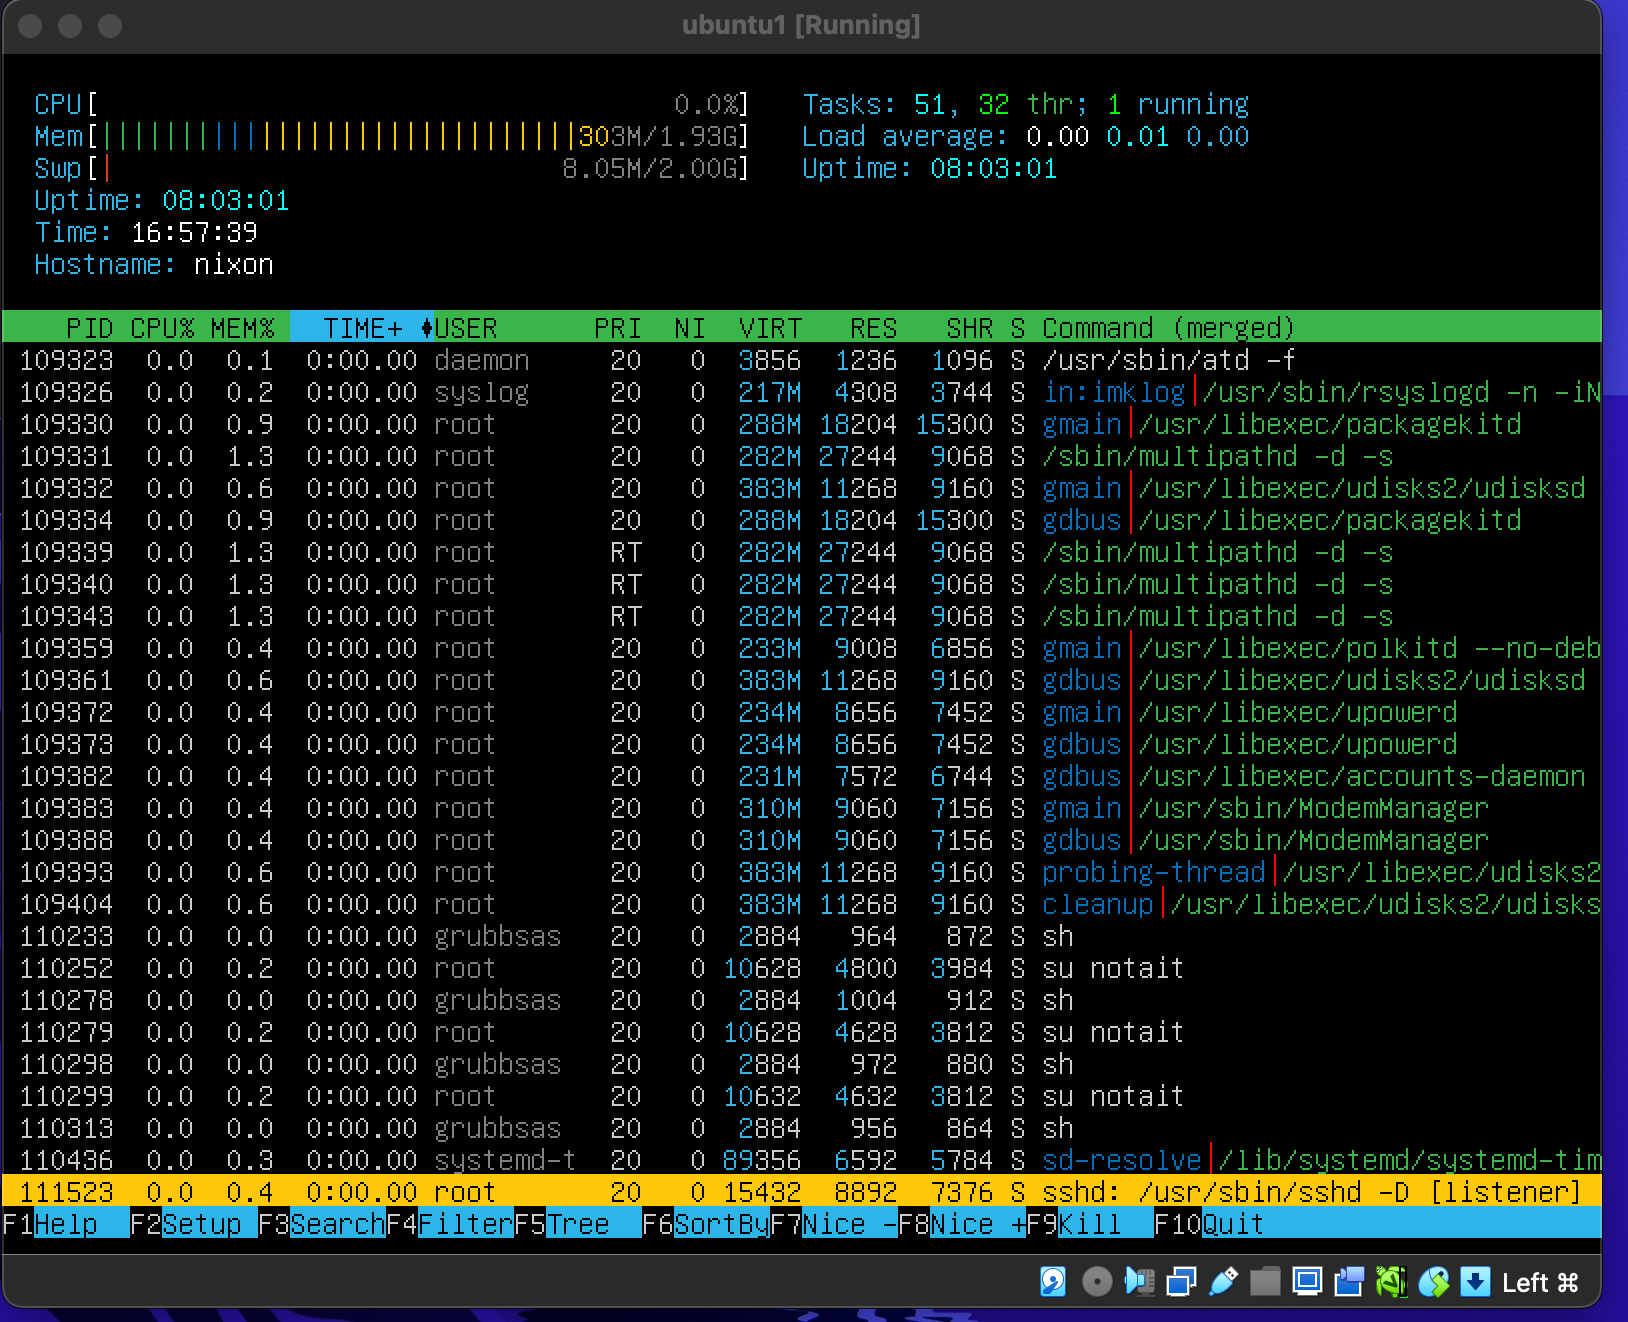 ubuntu1 [Running]
CPU[ 0.0%] Tasks: 51, 32 thr; 1 running
Mem[||||||||||||||||||||||||||||||303M/1.93G] Load average: 0.00 0.01 0.00
Swp[| 8.05M/2.00G] Uptime: 08:03:01
Uptime: 08:03:01
Time: 16:57:39
Hostname: nixon
PID CPU% MEM% TIME+ ♦USER PRI NI VIRT RES SHR S Command (merged)
109323 0.0 0.1 0:00.00 daemon 20 0 3856 1236 1096 S /usr/sbin/atd -f
109326 0.0 0.2 0:00.00 syslog 20 0 217M 4308 3744 S in:imklog|/usr/sbin/rsyslogd -n -iN
109330 0.0 0.9 0:00.00 root 20 0 288M 18204 15300 S gmain|/usr/libexec/packagekitd
109331 0.0 1.3 0:00.00 root 20 0 282M 27244 9068 S /sbin/multipathd -d -s
109332 0.0 0.6 0:00.00 root 20 0 383M 11268 9160 S gmain|/usr/libexec/udisks2/udisksd
109334 0.0 0.9 0:00.00 root 20 0 288M 18204 15300 S gdbus|/usr/libexec/packagekitd
109339 0.0 1.3 0:00.00 root RT 0 282M 27244 9068 S /sbin/multipathd -d -s
109340 0.0 1.3 0:00.00 root RT 0 282M 27244 9068 S /sbin/multipathd -d -s
109343 0.0 1.3 0:00.00 root RT 0 282M 27244 9068 S /sbin/multipathd -d -s
109359 0.0 0.4 0:00.00 root 20 0 233M 9008 6856 S gmain|/usr/libexec/polkitd --no-deb
109361 0.0 0.6 0:00.00 root 20 0 383M 11268 9160 S gdbus|/usr/libexec/udisks2/udisksd
109372 0.0 0.4 0:00.00 root 20 0 234M 8656 7452 S gmain|/usr/libexec/upowerd
109373 0.0 0.4 0:00.00 root 20 0 234M 8656 7452 S gdbus|/usr/libexec/upowerd
109382 0.0 0.4 0:00.00 root 20 0 231M 7572 6744 S gdbus|/usr/libexec/accounts-daemon
109383 0.0 0.4 0:00.00 root 20 0 310M 9060 7156 S gmain|/usr/sbin/ModemManager
109388 0.0 0.4 0:00.00 root 20 0 310M 9060 7156 S gdbus|/usr/sbin/ModemManager
109393 0.0 0.6 0:00.00 root 20 0 383M 11268 9160 S probing-thread|/usr/libexec/udisks2
109404 0.0 0.6 0:00.00 root 20 0 383M 11268 9160 S cleanup|/usr/libexec/udisks2/udisks
110233 0.0 0.0 0:00.00 grubbsas 20 0 2884 964 872 S sh
110252 0.0 0.2 0:00.00 root 20 0 10628 4800 3984 S su notait
110278 0.0 0.0 0:00.00 grubbsas 20 0 2884 1004 912 S sh
110279 0.0 0.2 0:00.00 root 20 0 10628 4628 3812 S su notait
110298 0.0 0.0 0:00.00 grubbsas 20 0 2884 972 880 S sh
110299 0.0 0.2 0:00.00 root 20 0 10632 4632 3812 S su notait
110313 0.0 0.0 0:00.00 grubbsas 20 0 2884 956 864 S sh
110436 0.0 0.3 0:00.00 systemd-t 20 0 89356 6592 5784 S sd-resolve|/lib/systemd/systemd-tim
111523 0.0 0.4 0:00.00 root 20 0 15432 8892 7376 S sshd: /usr/sbin/sshd -D [listener]
F1Help F2Setup F3SearchF4FilterF5Tree F6SortByF7Nice -F8Nice +F9Kill F10Quit
Left ⌘